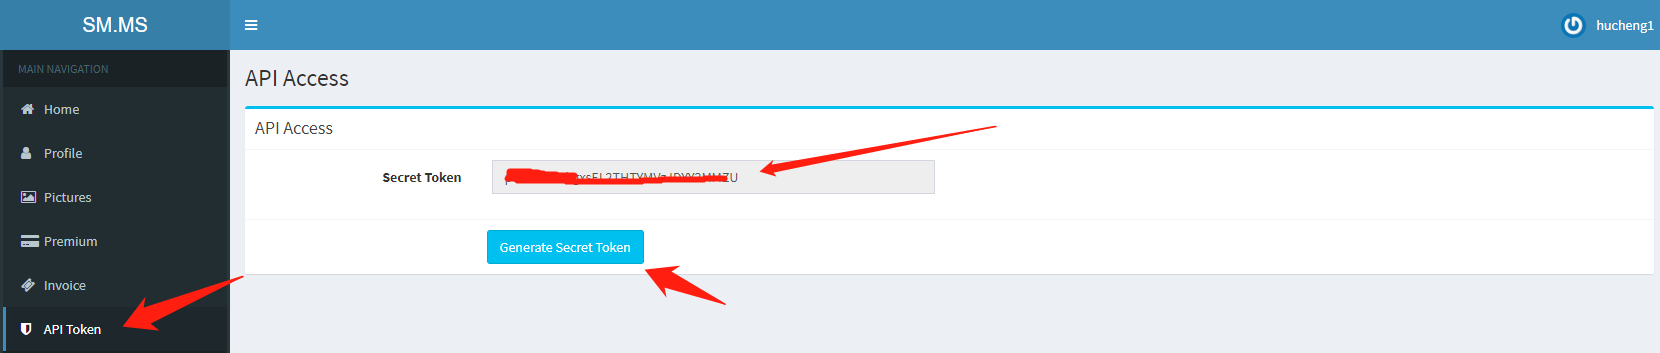 SM.MS
hucheng1
MAIN NAVIGATION
Home
Profile
Pictures
Premium
Invoice
API Token
API Access
API Access
Secret Token
Generate Secret Token